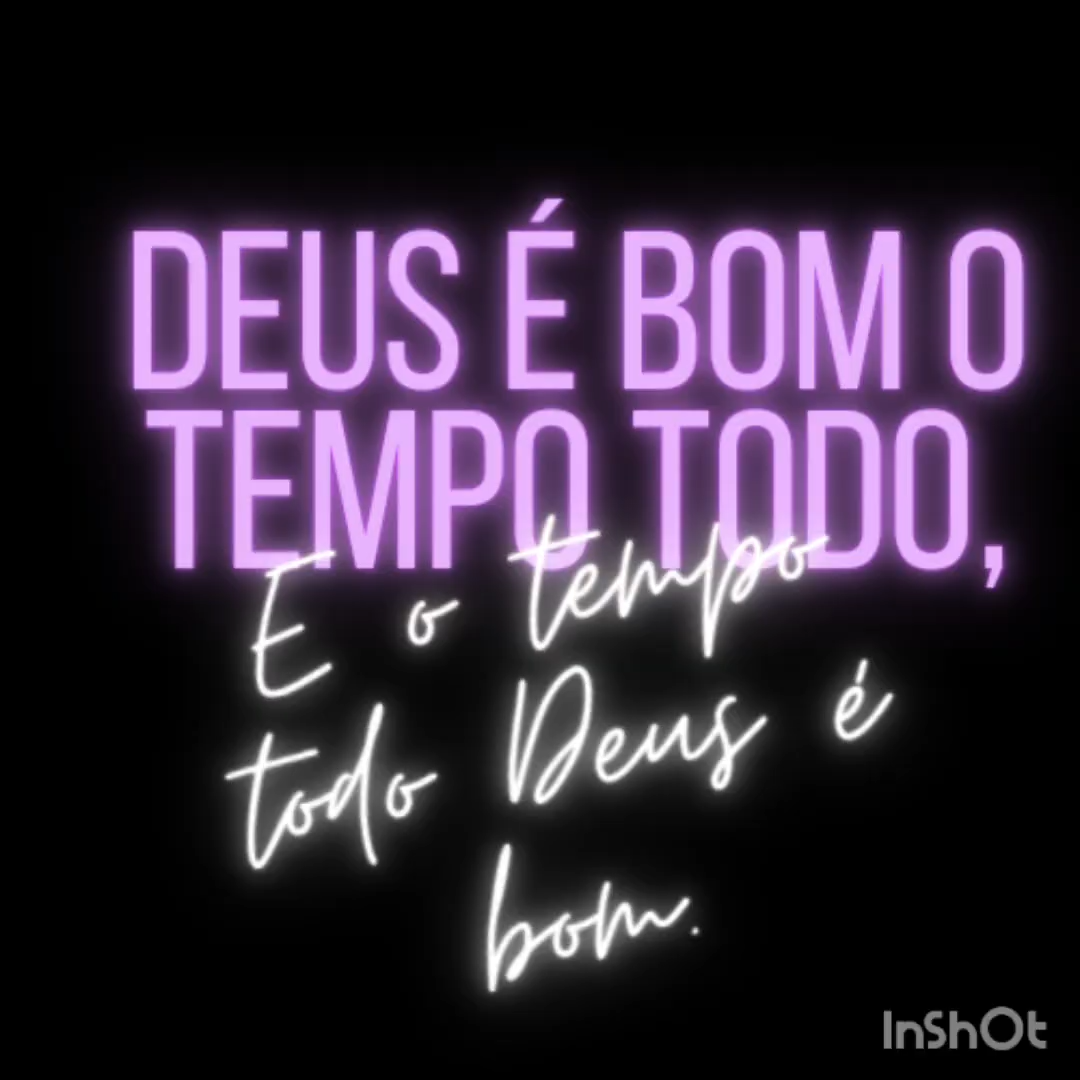 DEUS É BOM O
TEMPO TODO,
E o tempo
todo Deus é
bom.
InShOt